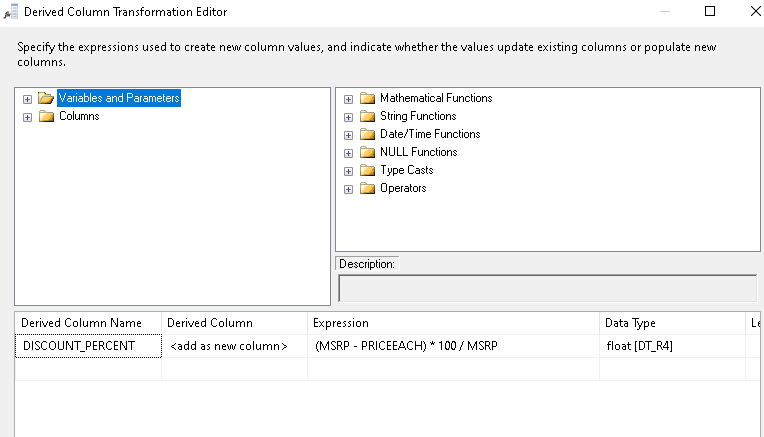 Derived Column Transformation Editor
Specify the expressions used to create new column values, and indicate whether the values update existing columns or populate new
columns.
Variables and Parameters
Columns
Mathematical Functions
String Functions
Date/Time Functions
NULL Functions
Type Casts
Operators
Description:
Derived Column Name Derived Column Expression Data Type Le
DISCOUNT_PERCENT <add as new column> (MSRP - PRICEEACH) * 100 / MSRP float [DT_R4]